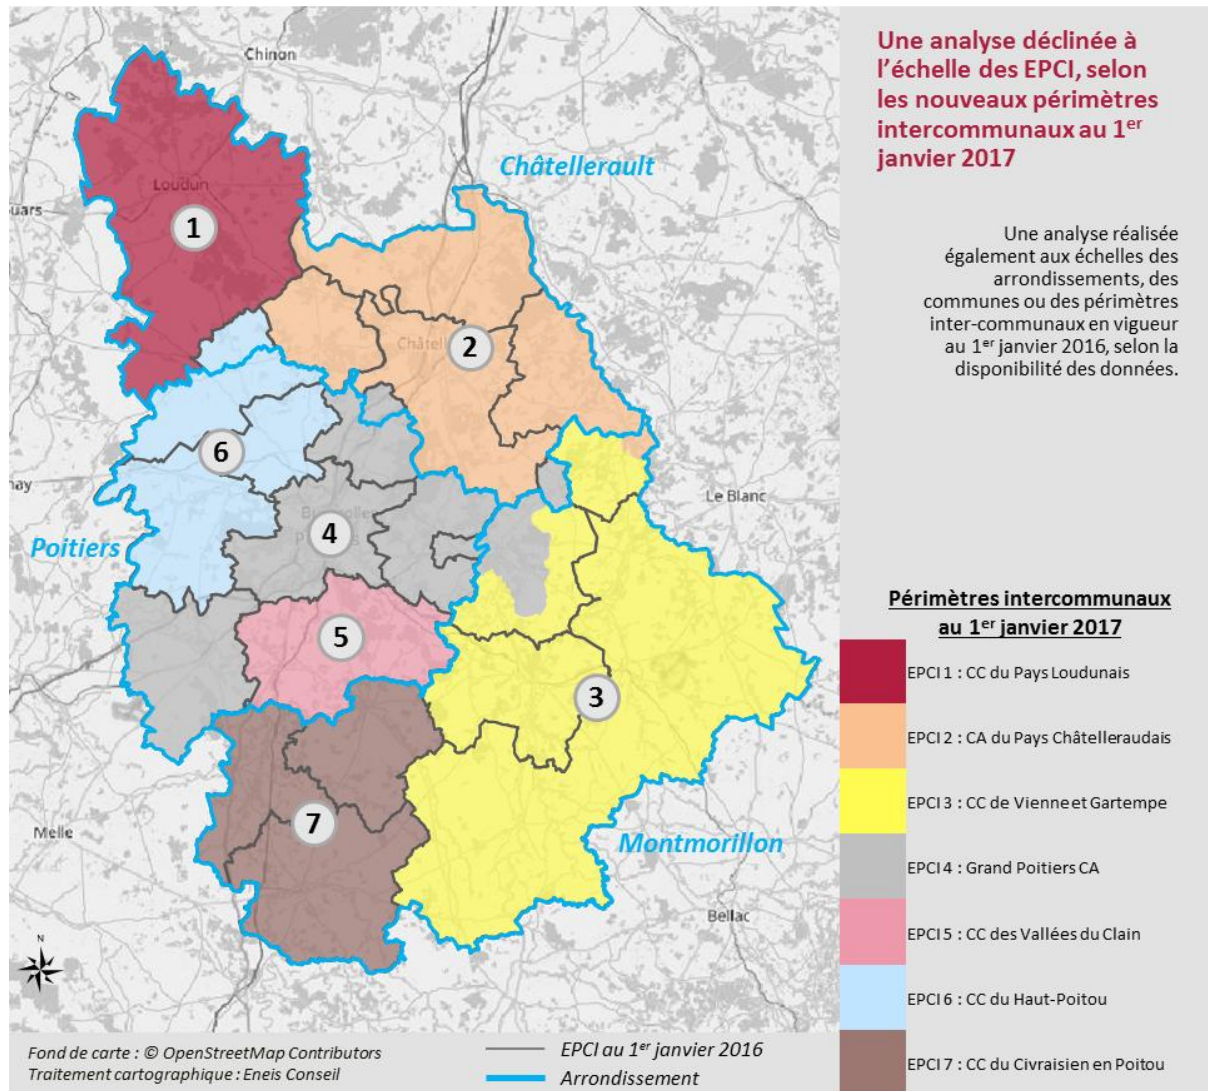 Chinon
Châtellerault
Loudun
1
2
6
nay
Le Blanc
4
Poitiers
5
3
7
Melle
Montmorillon
Bellac
N
Fond de carte : © OpenStreetMap Contributors
Traitement cartographique : Eneis Conseil
EPCI au 1er janvier 2016
Arrondissement
Une analyse déclinée à
l'échelle des EPCI, selon
les nouveaux périmètres
intercommunaux au 1er
janvier 2017
Une analyse réalisée
également aux échelles des
arrondissements, des
communes ou des périmètres
inter-communaux en vigueur
au 1er janvier 2016, selon la
disponibilité des données.
Périmètres intercommunaux
au 1er janvier 2017
EPCI 1 : CC du Pays Loudunais
EPCI 2 : CA du Pays Châtelleraudais
EPCI 3 : CC de Vienne et Gartempe
EPCI 4 : Grand Poitiers CA
EPCI 5 : CC des Vallées du Clain
EPCI 6 : CC du Haut-Poitou
EPCI 7 : CC du Civraisien en Poitou